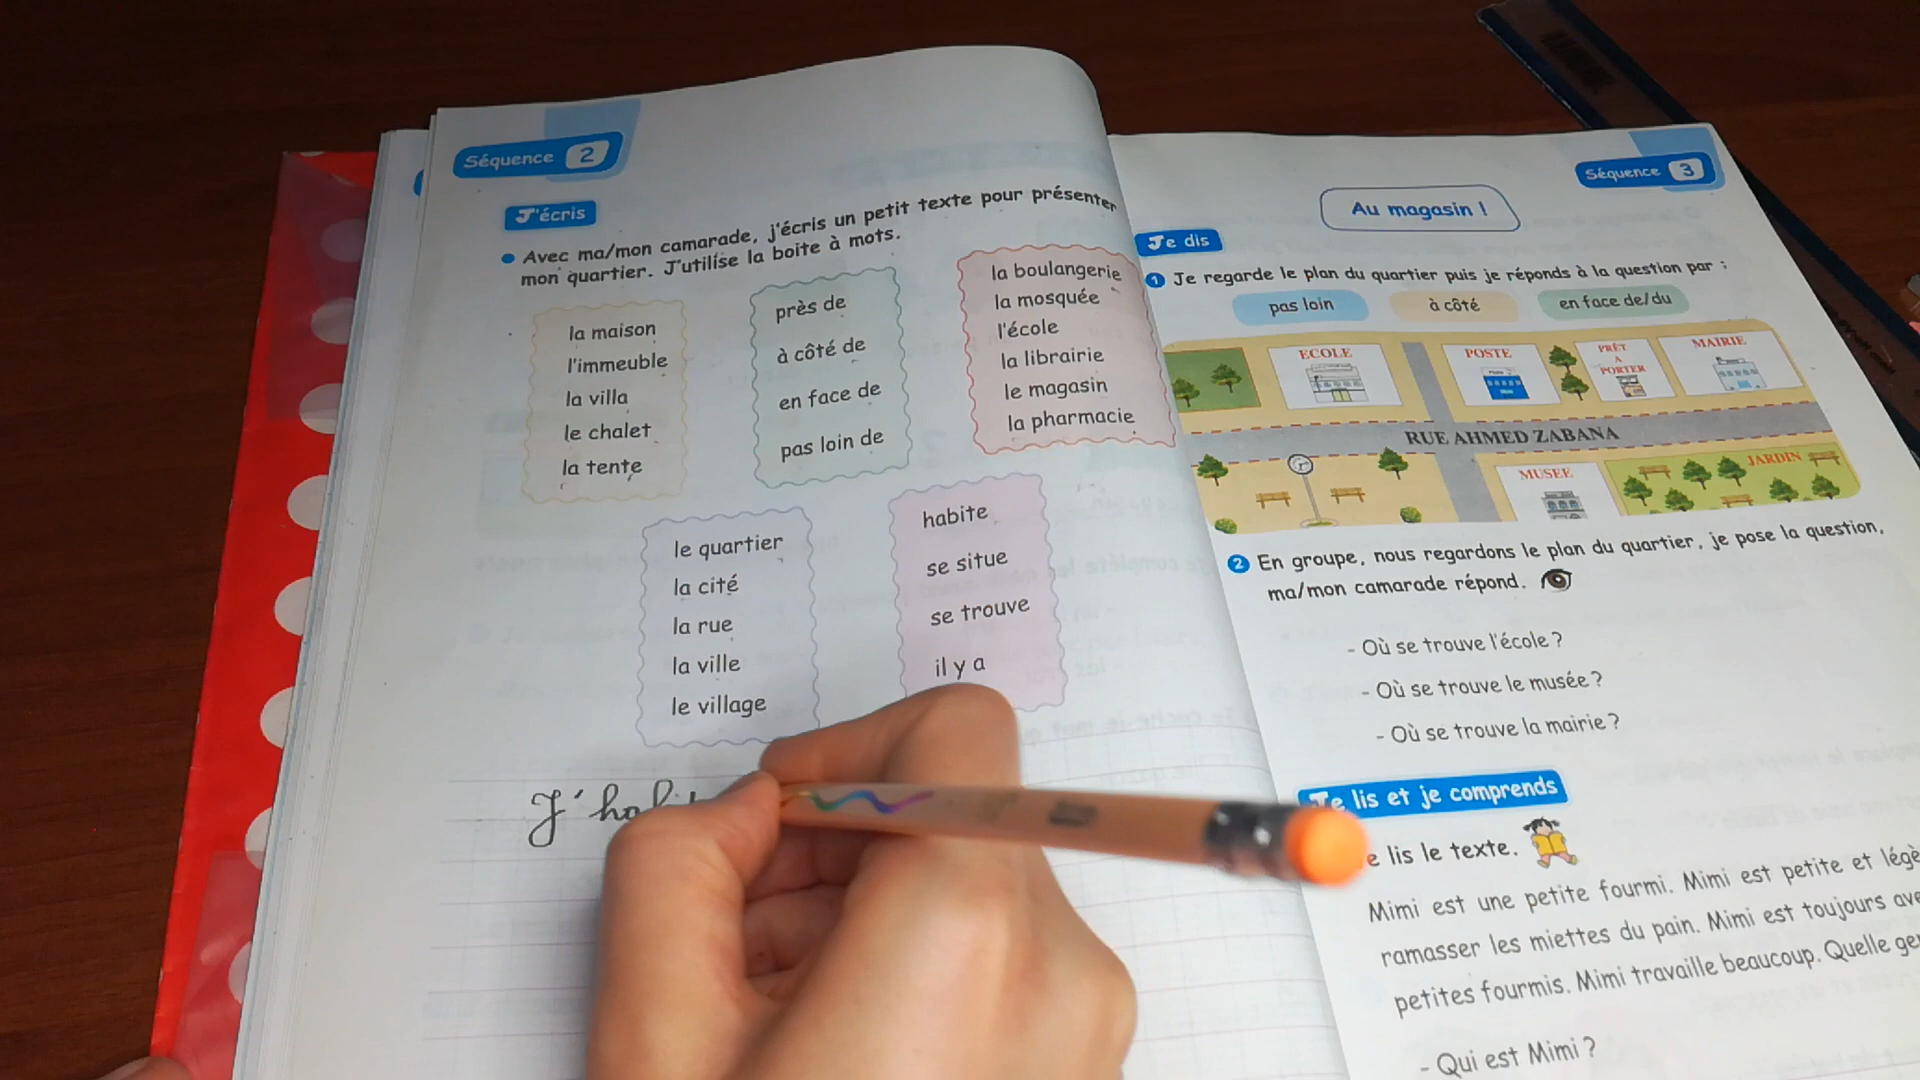 Séquence 2
J'écris
Avec ma/mon camarade, j'écris un petit texte pour présenter
mon quartier. J'utilise la boite à mots.
la maison
l'immeuble
la villa
le chalet
la tente
près de
à côté de
en face de
pas loin de
la boulangerie
la mosquée
l'école
la librairie
le magasin
la pharmacie
le quartier
la cité
la rue
la ville
le village
habite
se situe
se trouve
il y a
Séquence 3
Au magasin !
Je dis
1 Je regarde le plan du quartier puis je réponds à la question par :
pas loin
à côté
en face de/du
ECOLE
POSTE
PRÊT
A
PORTER
MAIRIE
RUE AHMED ZABANA
MUSEE
JARDIN
2 En groupe, nous regardons le plan du quartier, je pose la question,
ma/mon camarade répond.
- Où se trouve l'école ?
- Où se trouve le musée ?
- Où se trouve la mairie ?
Je lis et je comprends
lis le texte.
Mimi est une petite fourmi. Mimi est petite et
ramasser les miettes du pain. Mimi est toujours
petites fourmis. Mimi travaille beaucoup. Quelle
- Qui est Mimi ?